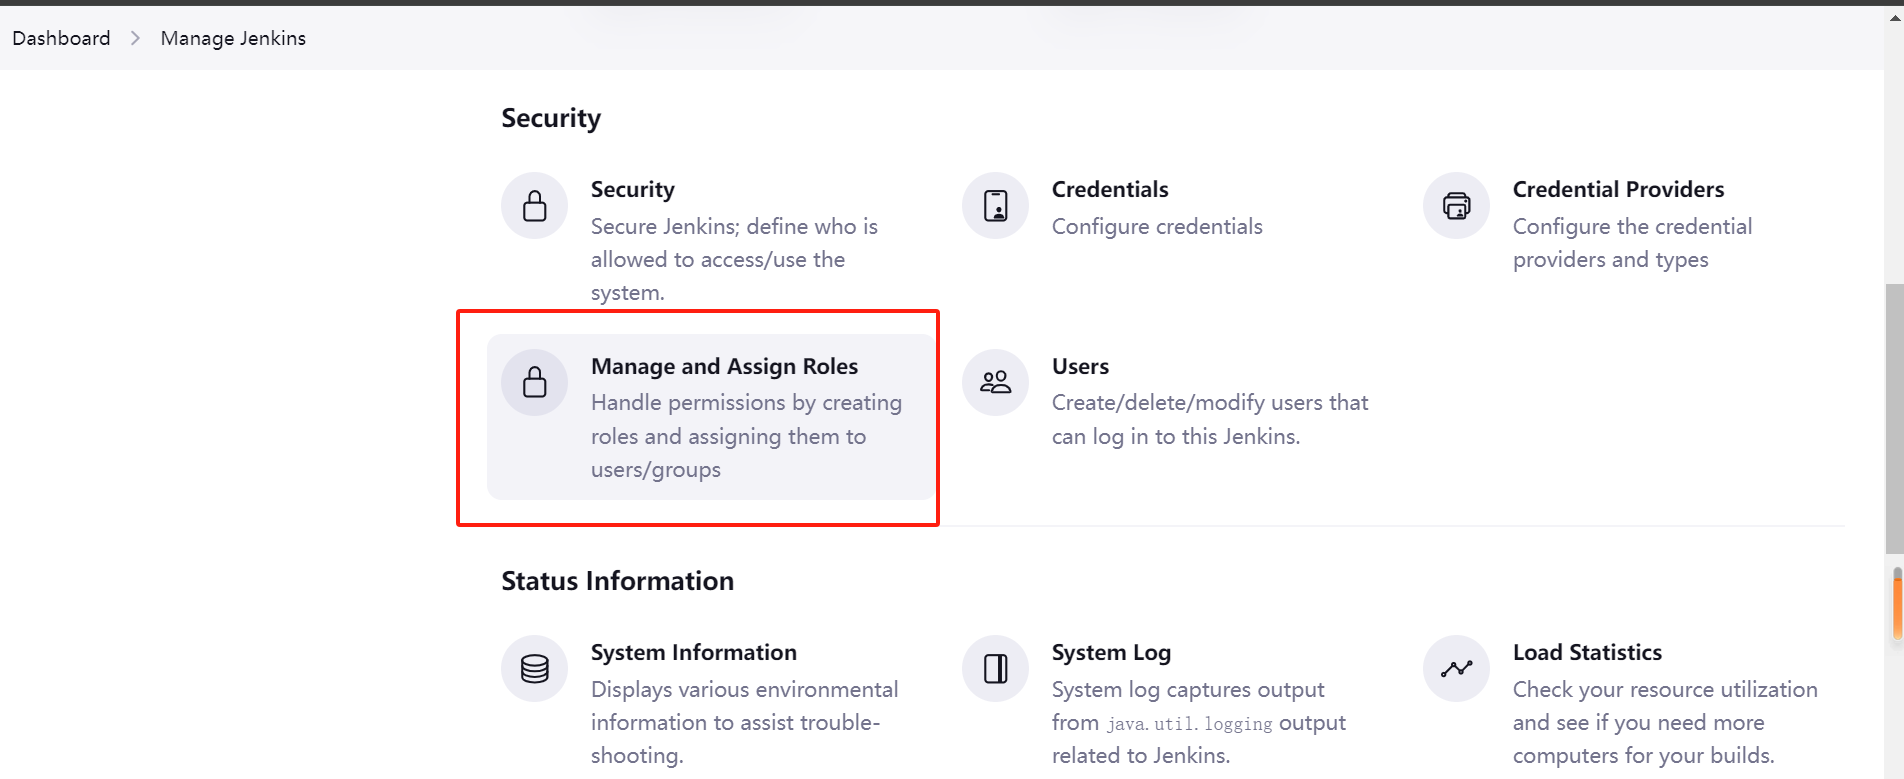 Dashboard > Manage Jenkins
Security
Security
Secure Jenkins; define who is
allowed to access/use the
system.
Credentials
Configure credentials
Credential Providers
Configure the credential
providers and types
Manage and Assign Roles
Handle permissions by creating
roles and assigning them to
users/groups
Users
Create/delete/modify users that
can log in to this Jenkins.
Status Information
System Information
Displays various environmental
information to assist trouble-
shooting.
System Log
System log captures output
from java.util.logging output
related to Jenkins.
Load Statistics
Check your resource utilization
and see if you need more
computers for your builds.